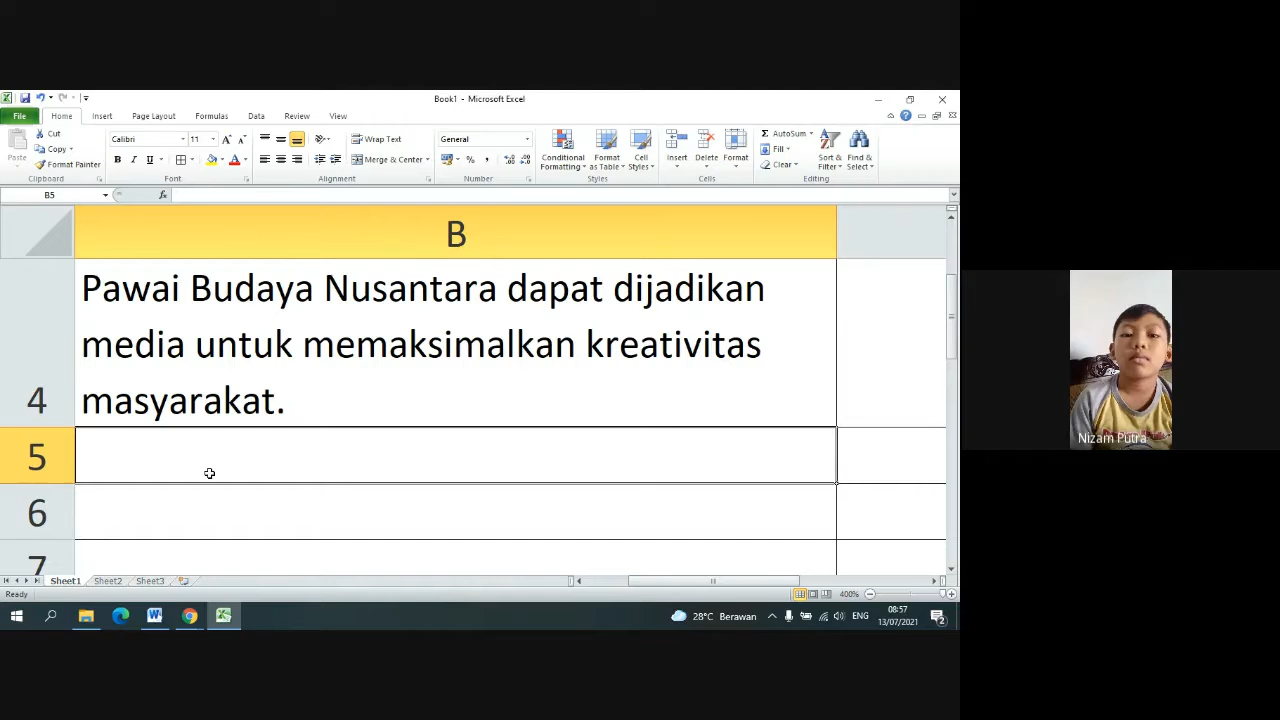 Book1 - Microsoft Excel
File Home Insert Page Layout Formulas Data Review View
Cut
Copy
Format Painter
Paste
Clipboard
Calibri 11
B I U
Font
Wrap Text
Merge & Center
Alignment
General
%
Number
Conditional Formatting
Format as Table
Cell Styles
Styles
Insert Delete Format
Cells
AutoSum
Fill
Clear
Sort & Filter
Find & Select
Editing
B5 fx
B
4 Pawai Budaya Nusantara dapat dijadikan
media untuk memaksimalkan kreativitas
masyarakat.
5
6
7
Sheet1 Sheet2 Sheet3
Ready 400%
28°C Berawan ENG 08:57
13/07/2021
2
Nizam Putra